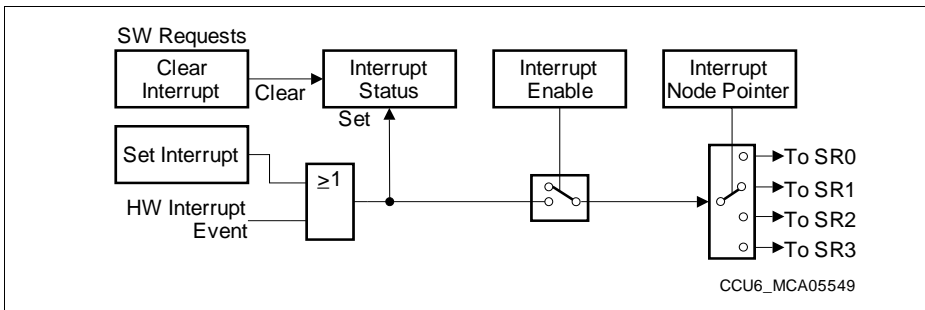 SW Requests
Clear
Interrupt
Clear
Interrupt
Status
Set
Interrupt
Enable
Interrupt
Node Pointer
Set Interrupt
≥1
HW Interrupt
Event
To SR0
To SR1
To SR2
To SR3
CCU6_MCA05549